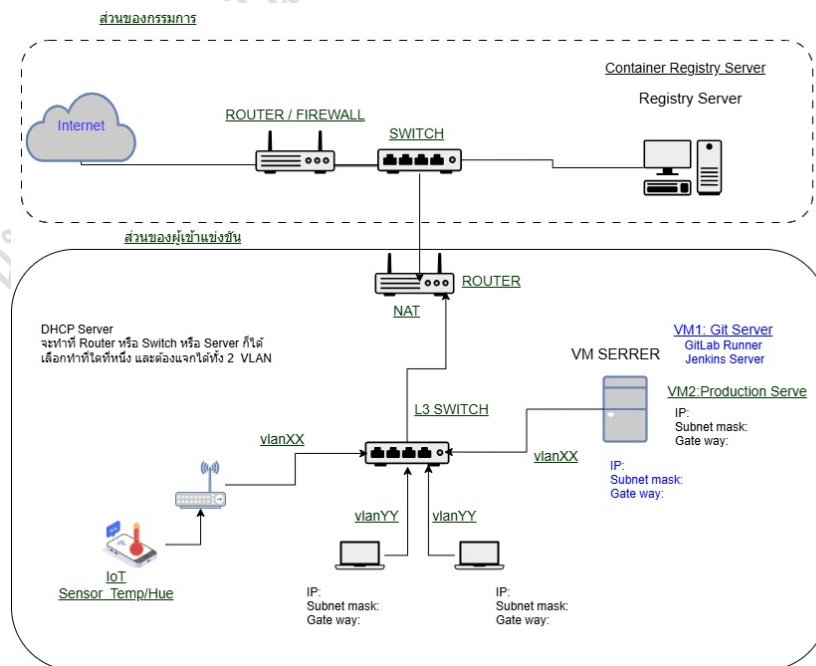 ส่วนของกรรมการ
Container Registry Server
Registry Server
Internet
ROUTER / FIREWALL
SWITCH
ส่วนของผู้เข้าแข่งขัน
ROUTER
NAT
DHCP Server
จะทำที่ Router หรือ Switch หรือ Server ก็ได้
เลือกทำที่ใดที่หนึ่ง และต้องแจกได้ทั้ง 2 VLAN
VM1: Git Server
GitLab Runner
Jenkins Server
VM SERRER
VM2:Production Serve
IP:
Subnet mask:
Gate way:
L3 SWITCH
vlanXX
vlanXX
IP:
Subnet mask:
Gate way:
vlanYY
vlanYY
IoT
Sensor Temp/Hue
IP:
Subnet mask:
Gate way:
IP:
Subnet mask:
Gate way: